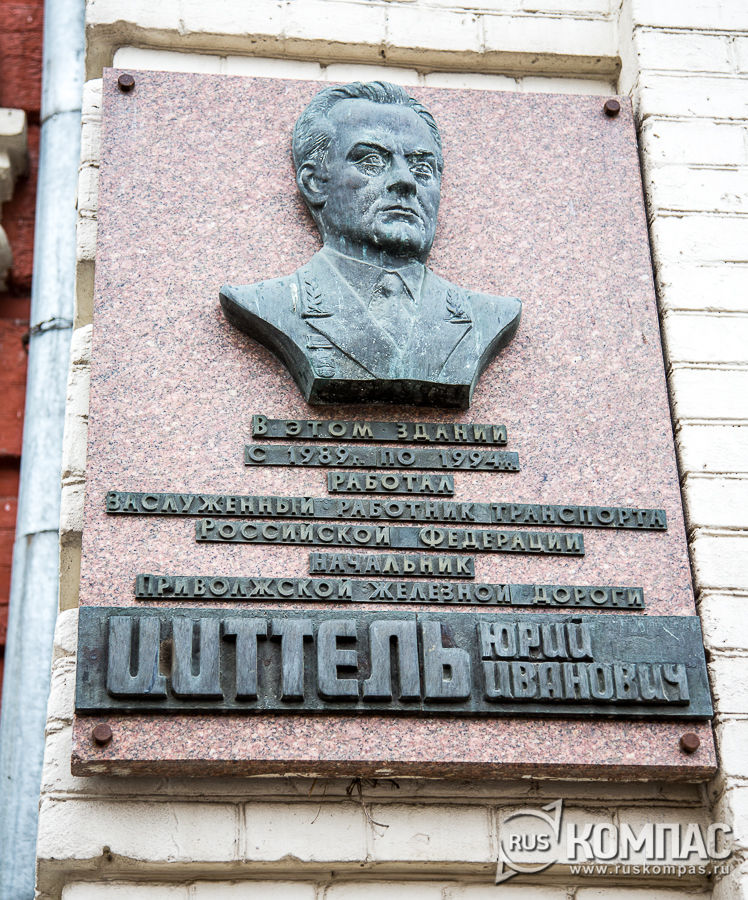 В ЭТОМ ЗДАНИИ
С 1989г. ПО 1994г.
РАБОТАЛ
ЗАСЛУЖЕННЫЙ РАБОТНИК ТРАНСПОРТА
РОССИЙСКОЙ ФЕДЕРАЦИИ
НАЧАЛЬНИК
ПРИВОЛЖСКОЙ ЖЕЛЕЗНОЙ ДОРОГИ
ЦИТТЕЛЬ ЮРИЙ
ИВАНОВИЧ
RUS КОМПАС
www.ruskompas.ru